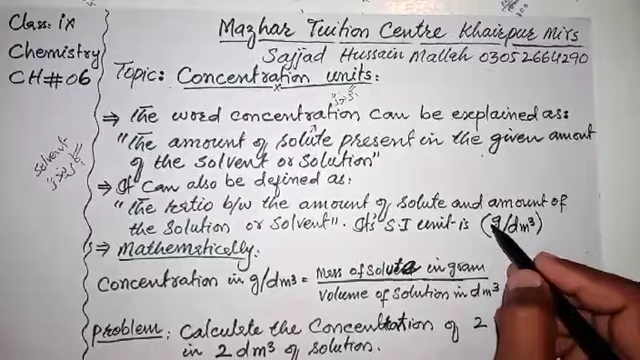 Class: ix
Chemistry
CH# 06
Mazhar Tuition Centre Khairpur Mirs
Sajjad Hussain Mallah 03052664290
Topic: Concentration units:
⇒ The word concentration can be explained as:
"The amount of solute present in the given amount
of the solvent or solution"
⇒ It can also be defined as:
"The ratio b/w the amount of solute and amount of
the solution or solvent". It's S.I unit is (g/dm³)
⇒ Mathematically:
Concentration in g/dm³ = Mass of solute in gram
volume of solution in dm³
Problem: Calculate the Concentration of 2
in 2 dm³ of solution.
solvent